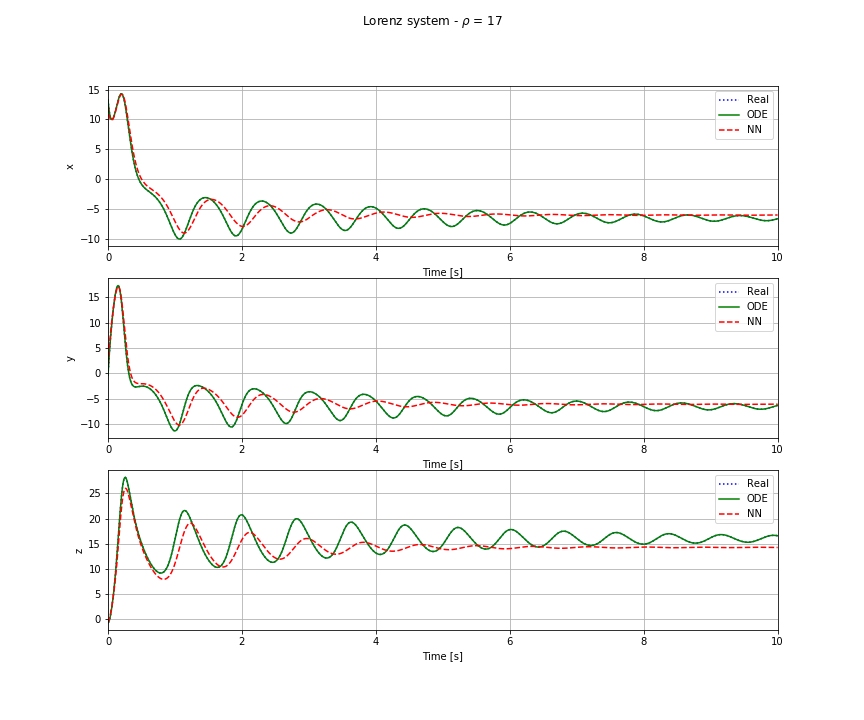 Lorenz system - ρ = 17
15
10
5
0
−5
−10
x
Real
ODE
NN
0 2 4 6 8 10
Time [s]
15
10
5
0
−5
−10
y
Real
ODE
NN
0 2 4 6 8 10
Time [s]
25
20
15
10
5
0
z
Real
ODE
NN
0 2 4 6 8 10
Time [s]